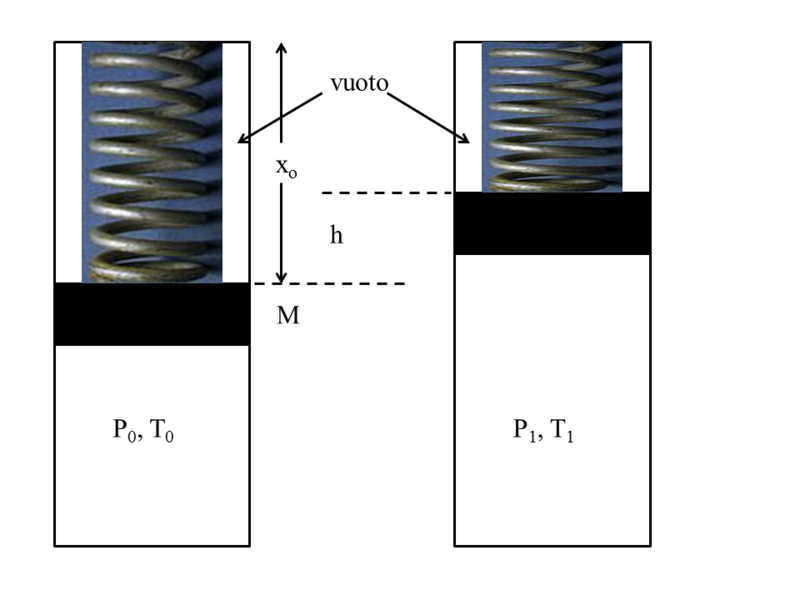 vuoto
xₒ
h
M
P₀, T₀
P₁, T₁